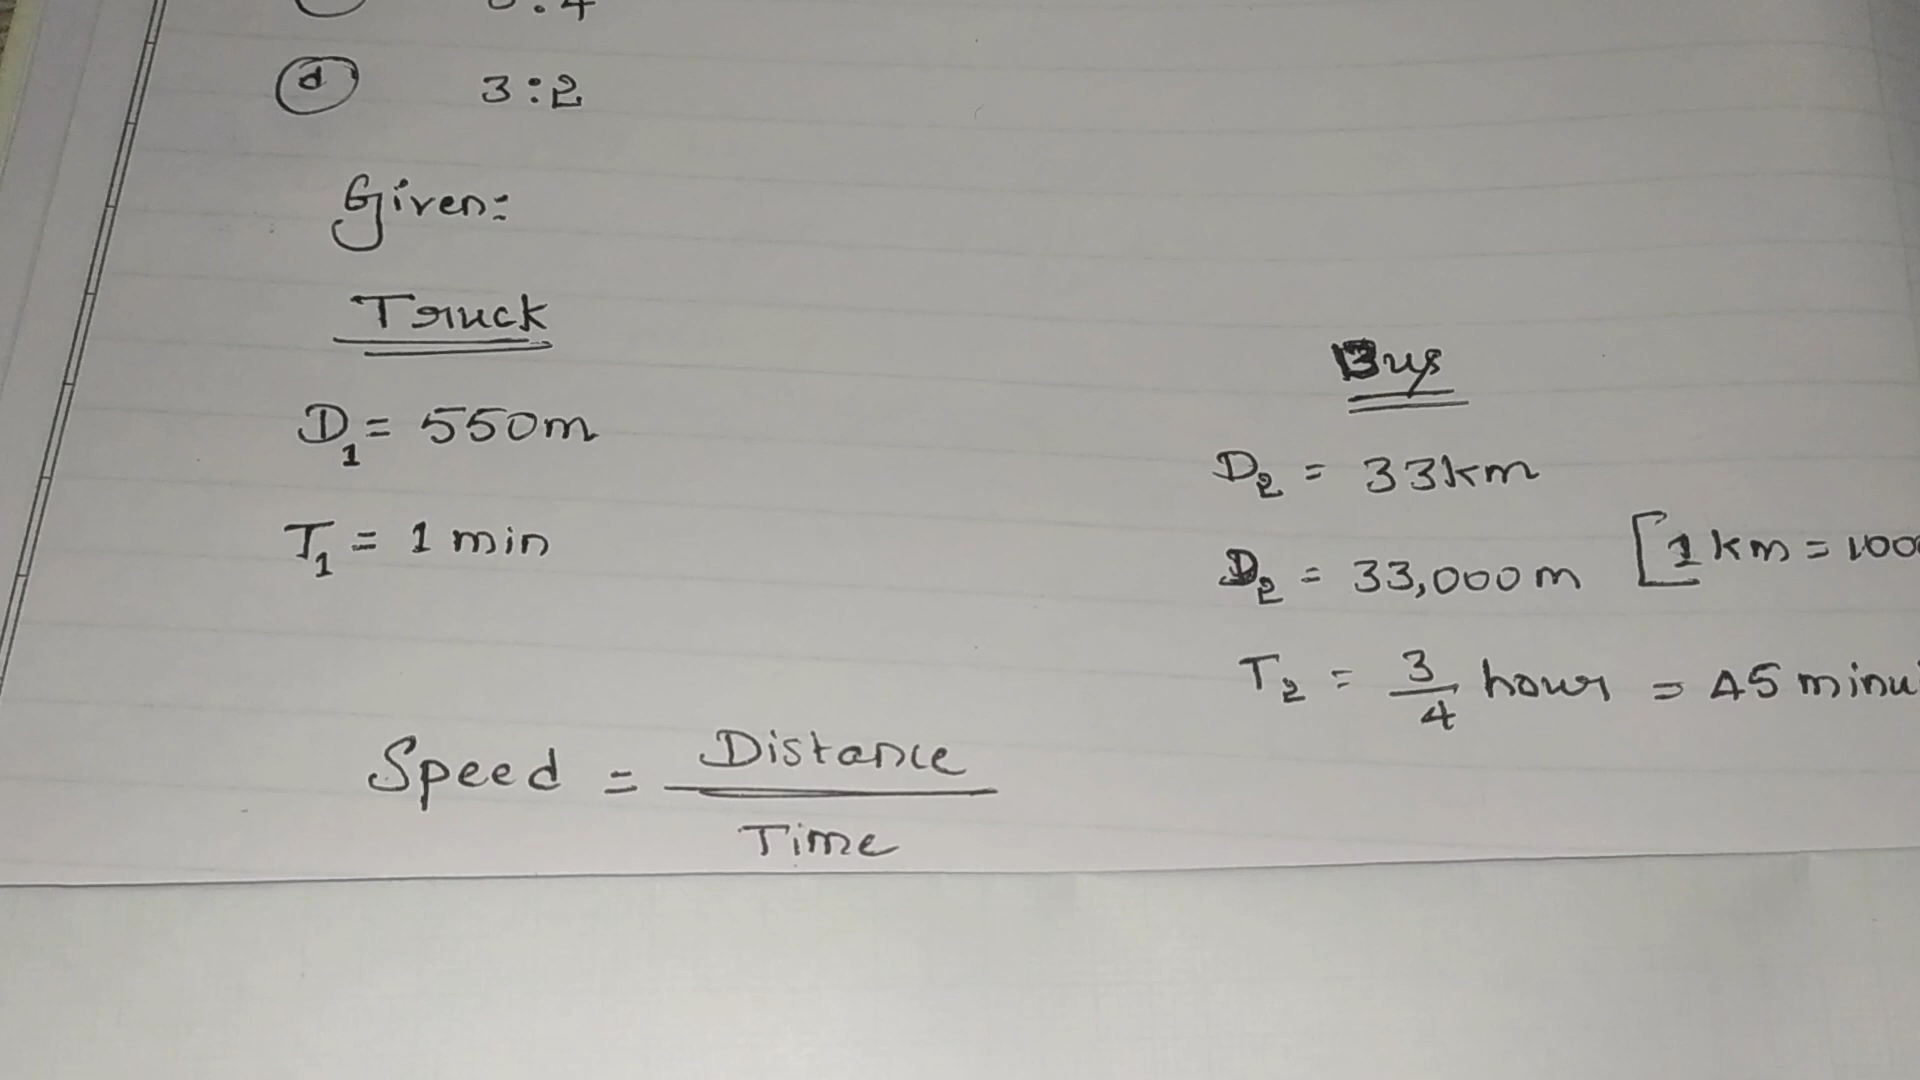 (d) 3:2
Given:
Truck
Bus
D₁ = 550m
D₂ = 33km
T₁ = 1 min
D₂ = 33,000m [1 km = 100
T₂ = 3/4 hour = 45 minu
Speed = Distance / Time